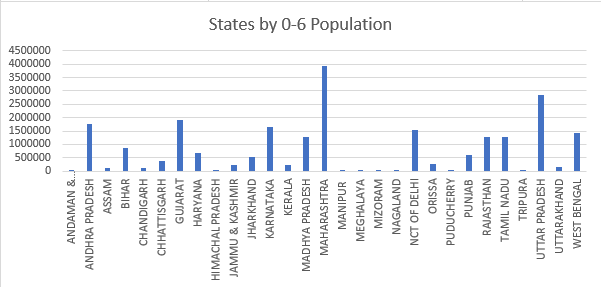 States by 0-6 Population
4500000
4000000
3500000
3000000
2500000
2000000
1500000
1000000
500000
0
ANDAMAN &...
ANDHRA PRADESH
ASSAM
BIHAR
CHANDIGARH
CHHATTISGARH
GUJARAT
HARYANA
HIMACHAL PRADESH
JAMMU & KASHMIR
JHARKHAND
KARNATAKA
KERALA
MADHYA PRADESH
MAHARASHTRA
MANIPUR
MEGHALAYA
MIZORAM
NAGALAND
NCT OF DELHI
ORISSA
PUDUCHERRY
PUNJAB
RAJASTHAN
TAMIL NADU
TRIPURA
UTTAR PRADESH
UTTARAKHAND
WEST BENGAL